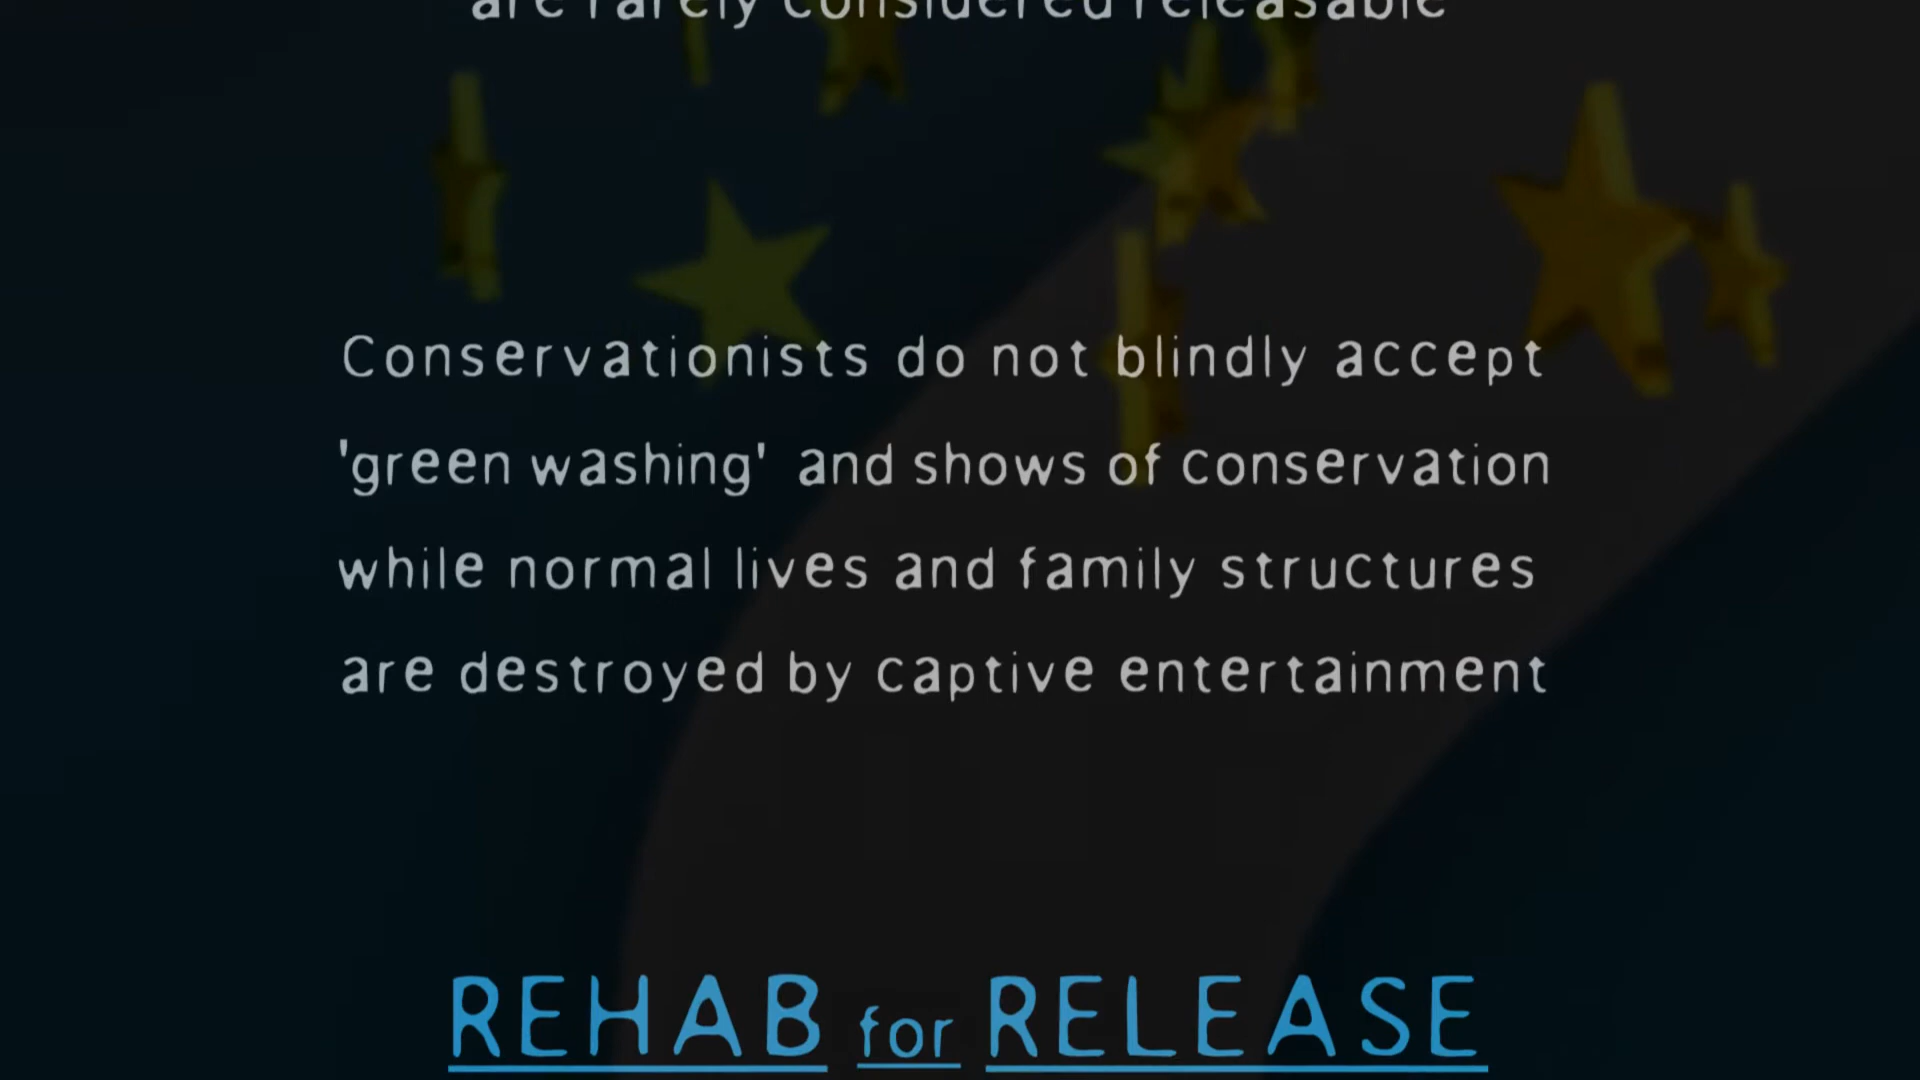 are rarely considered releasable
Conservationists do not blindly accept
'green washing' and shows of conservation
while normal lives and family structures
are destroyed by captive entertainment
REHAB for RELEASE